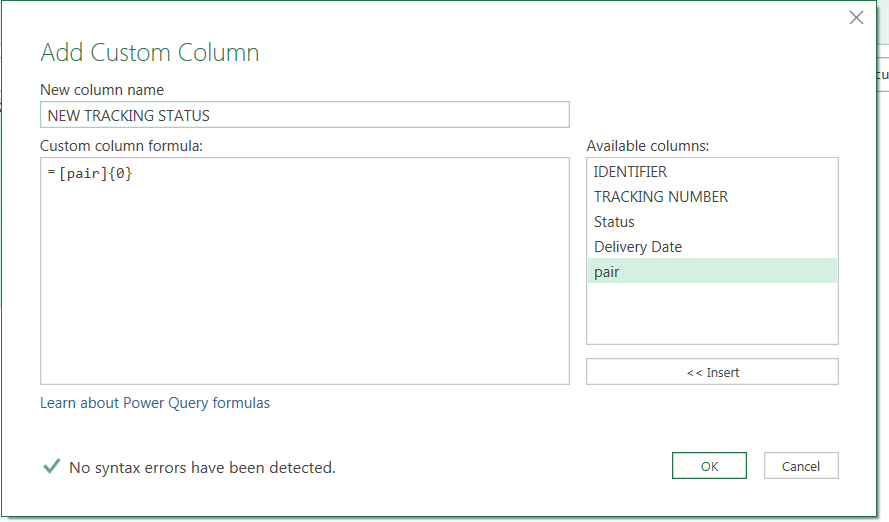 Add Custom Column
New column name
NEW TRACKING STATUS
Custom column formula:
=[pair]{0}
Available columns:
IDENTIFIER
TRACKING NUMBER
Status
Delivery Date
pair
<< Insert
Learn about Power Query formulas
No syntax errors have been detected.
OK
Cancel
cu